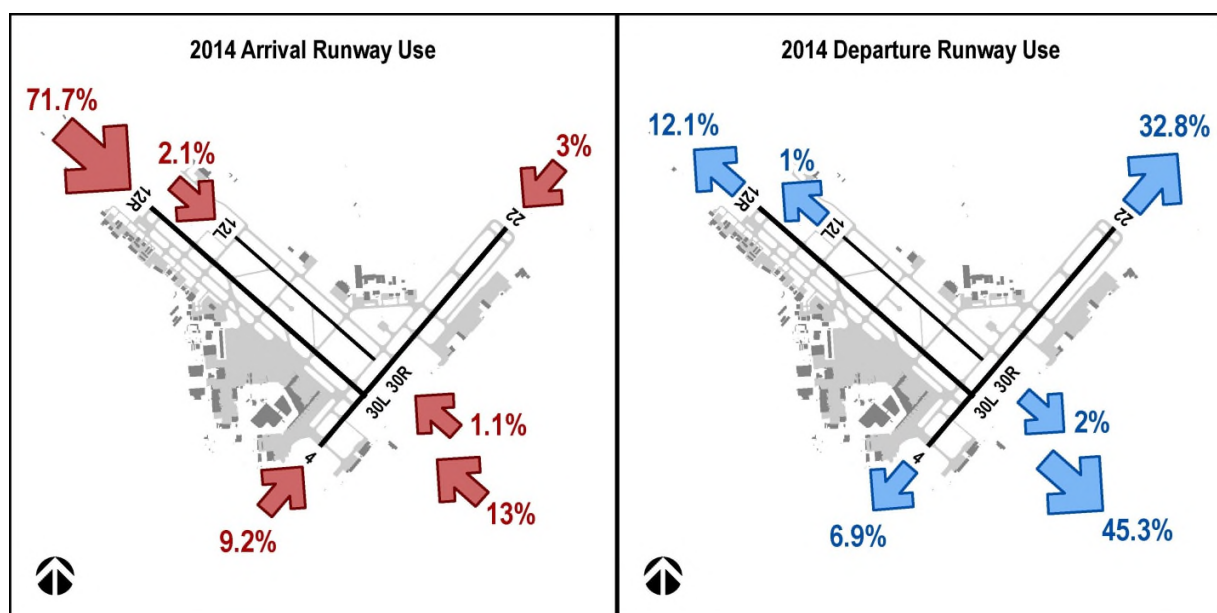 2014 Arrival Runway Use
71.7%
2.1%
3%
12R
12L
22
30L 30R
4
1.1%
13%
9.2%
2014 Departure Runway Use
12.1%
1%
32.8%
12R
12L
22
30L 30R
4
2%
6.9%
45.3%